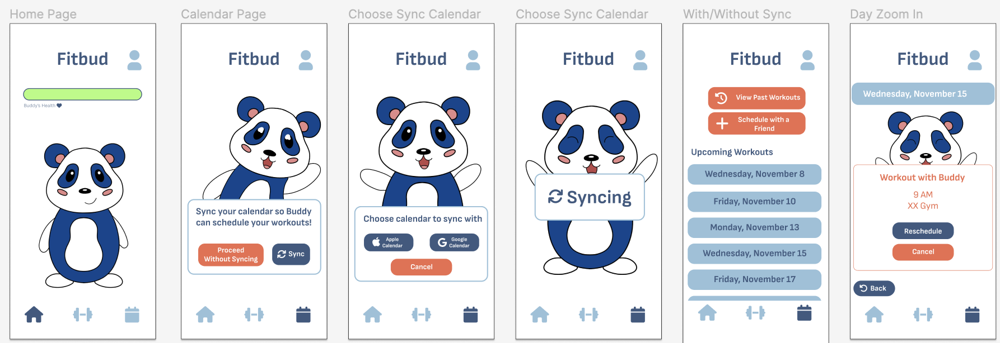 Home Page
Fitbud
Buddy's Health
Calendar Page
Fitbud
Sync your calendar so Buddy
can schedule your workouts!
Proceed
Without Syncing
Sync
Choose Sync Calendar
Fitbud
Choose calendar to sync with
Apple
Calendar
Google
Calendar
Cancel
Choose Sync Calendar
Fitbud
Syncing
With/Without Sync
Fitbud
View Past Workouts
Schedule with a
Friend
Upcoming Workouts
Wednesday, November 8
Friday, November 10
Monday, November 13
Wednesday, November 15
Friday, November 17
Day Zoom In
Fitbud
Wednesday, November 15
Workout with Buddy
9 AM
XX Gym
Reschedule
Cancel
Back